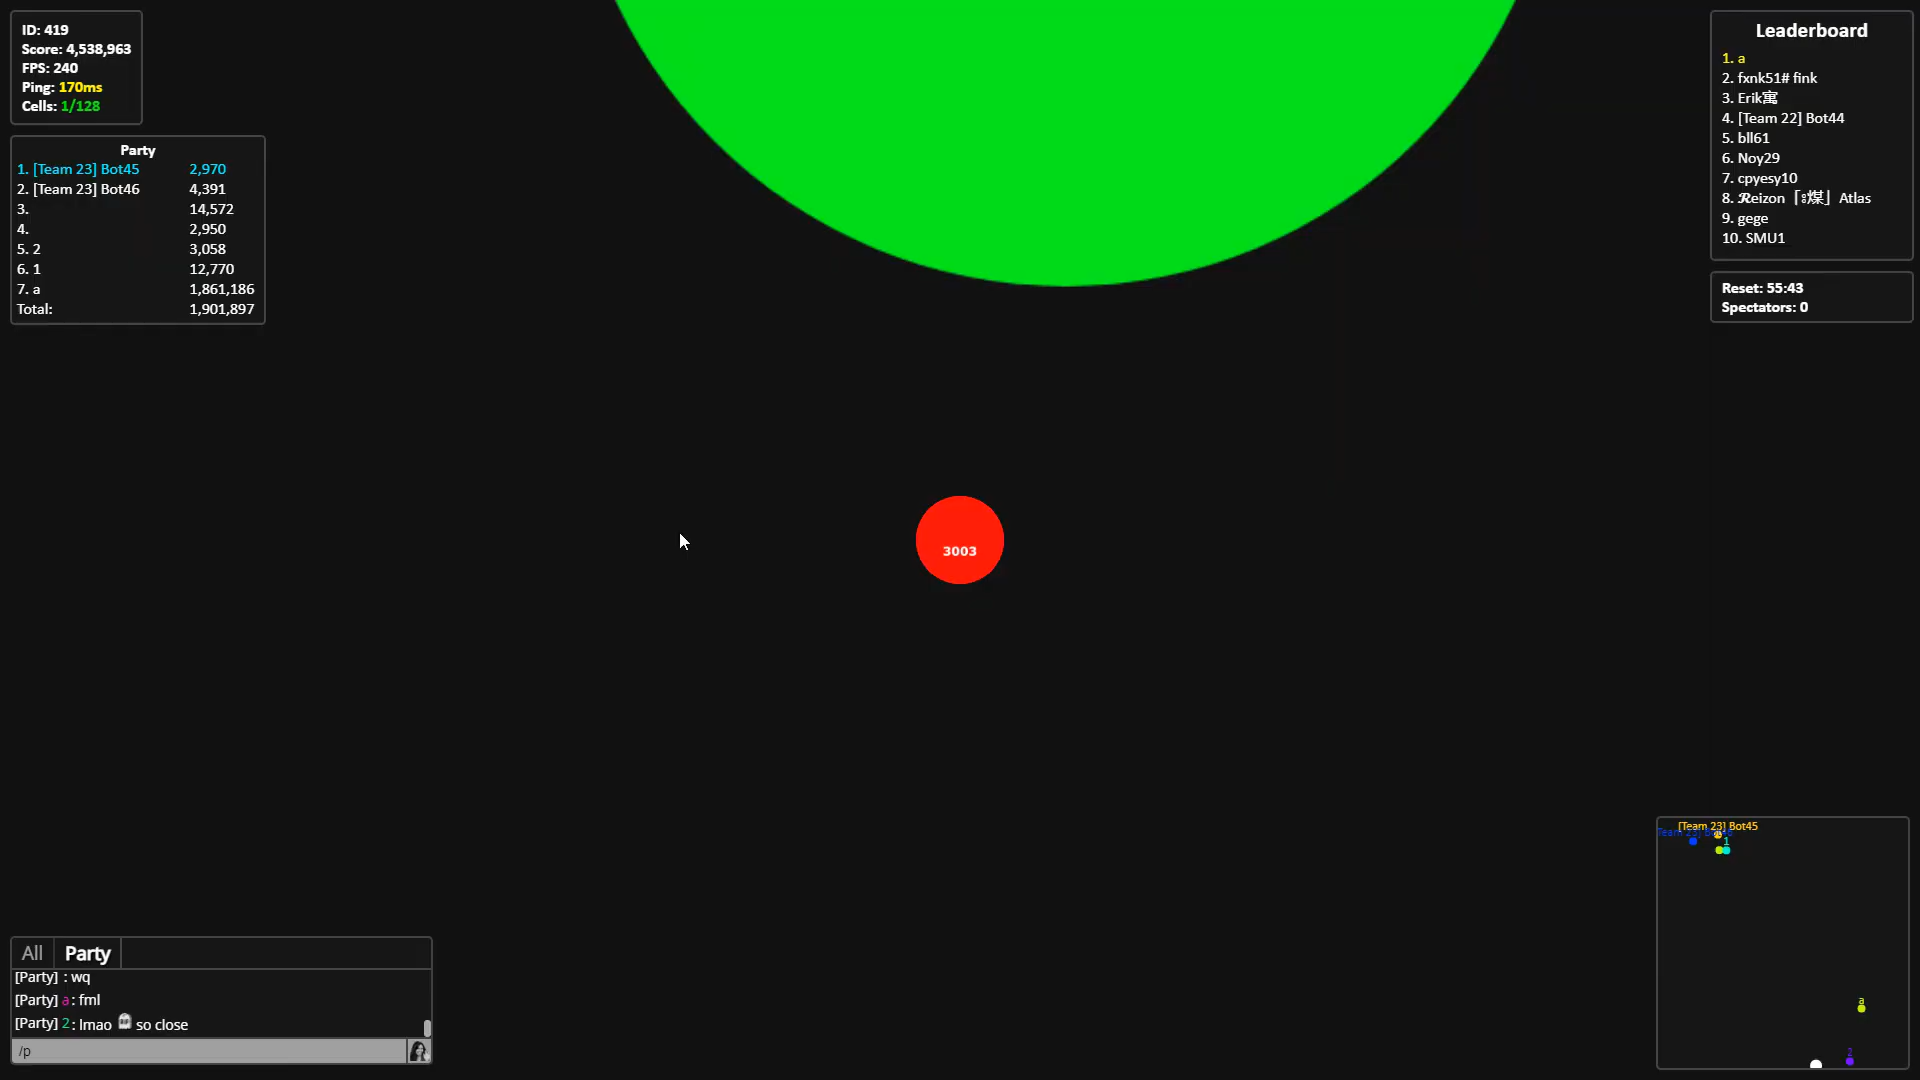 ID: 419
Score: 4,538,963
FPS: 240
Ping: 170ms
Cells: 1/128
Party
1. [Team 23] Bot45 2,970
2. [Team 23] Bot46 4,391
3. 14,572
4. 2,950
5. 2 3,058
6. 1 12,770
7. a 1,861,186
Total: 1,901,897
Leaderboard
1. a
2. fxnk51# fink
3. Erik寓
4. [Team 22] Bot44
5. bll61
6. Noy29
7. cpyesy10
8. ℛeizon「煤」Atlas
9. gege
10. SMU1
Reset: 55:43
Spectators: 0
3003
[Team 23] Bot45
1
a
2
All Party
[Party] : wq
[Party] a: fml
[Party] 2: lmao so close
/p